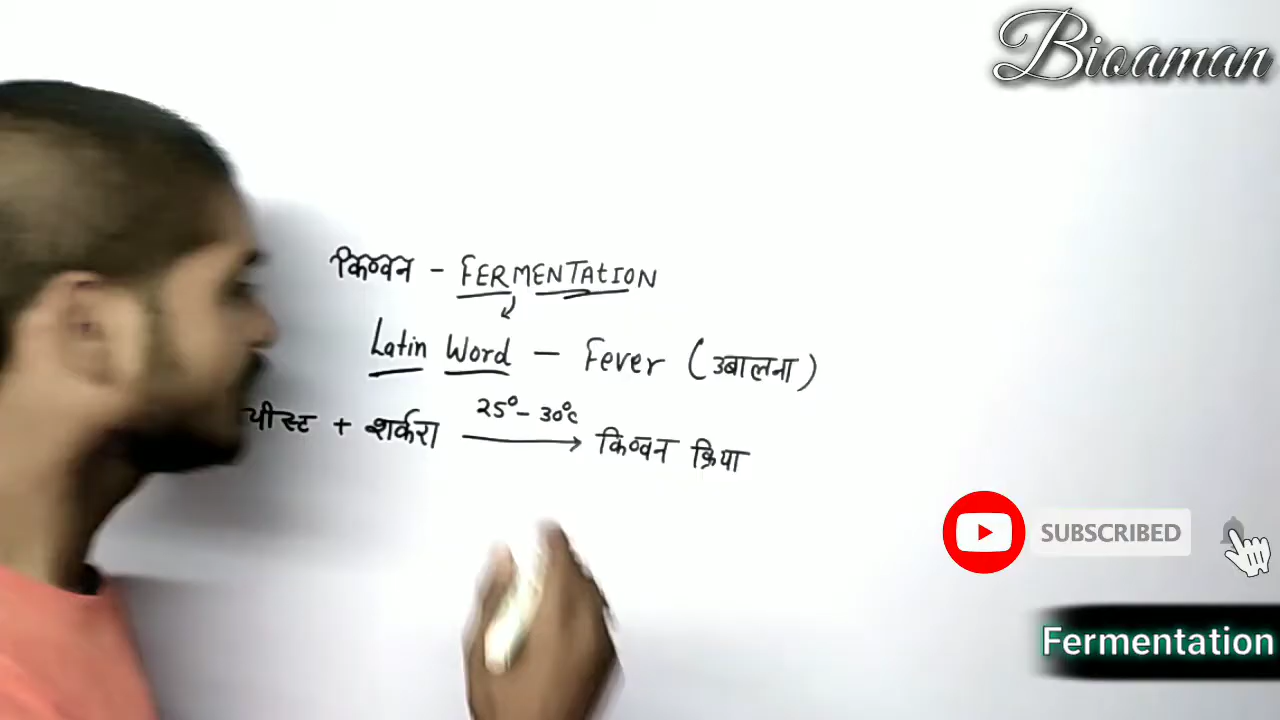 Bioaman
किण्वन - FERMENTATION
Latin Word - Fever (उबालना)
यीस्ट + शर्करा 25° - 30°c किण्वन क्रिया
SUBSCRIBED
Fermentation